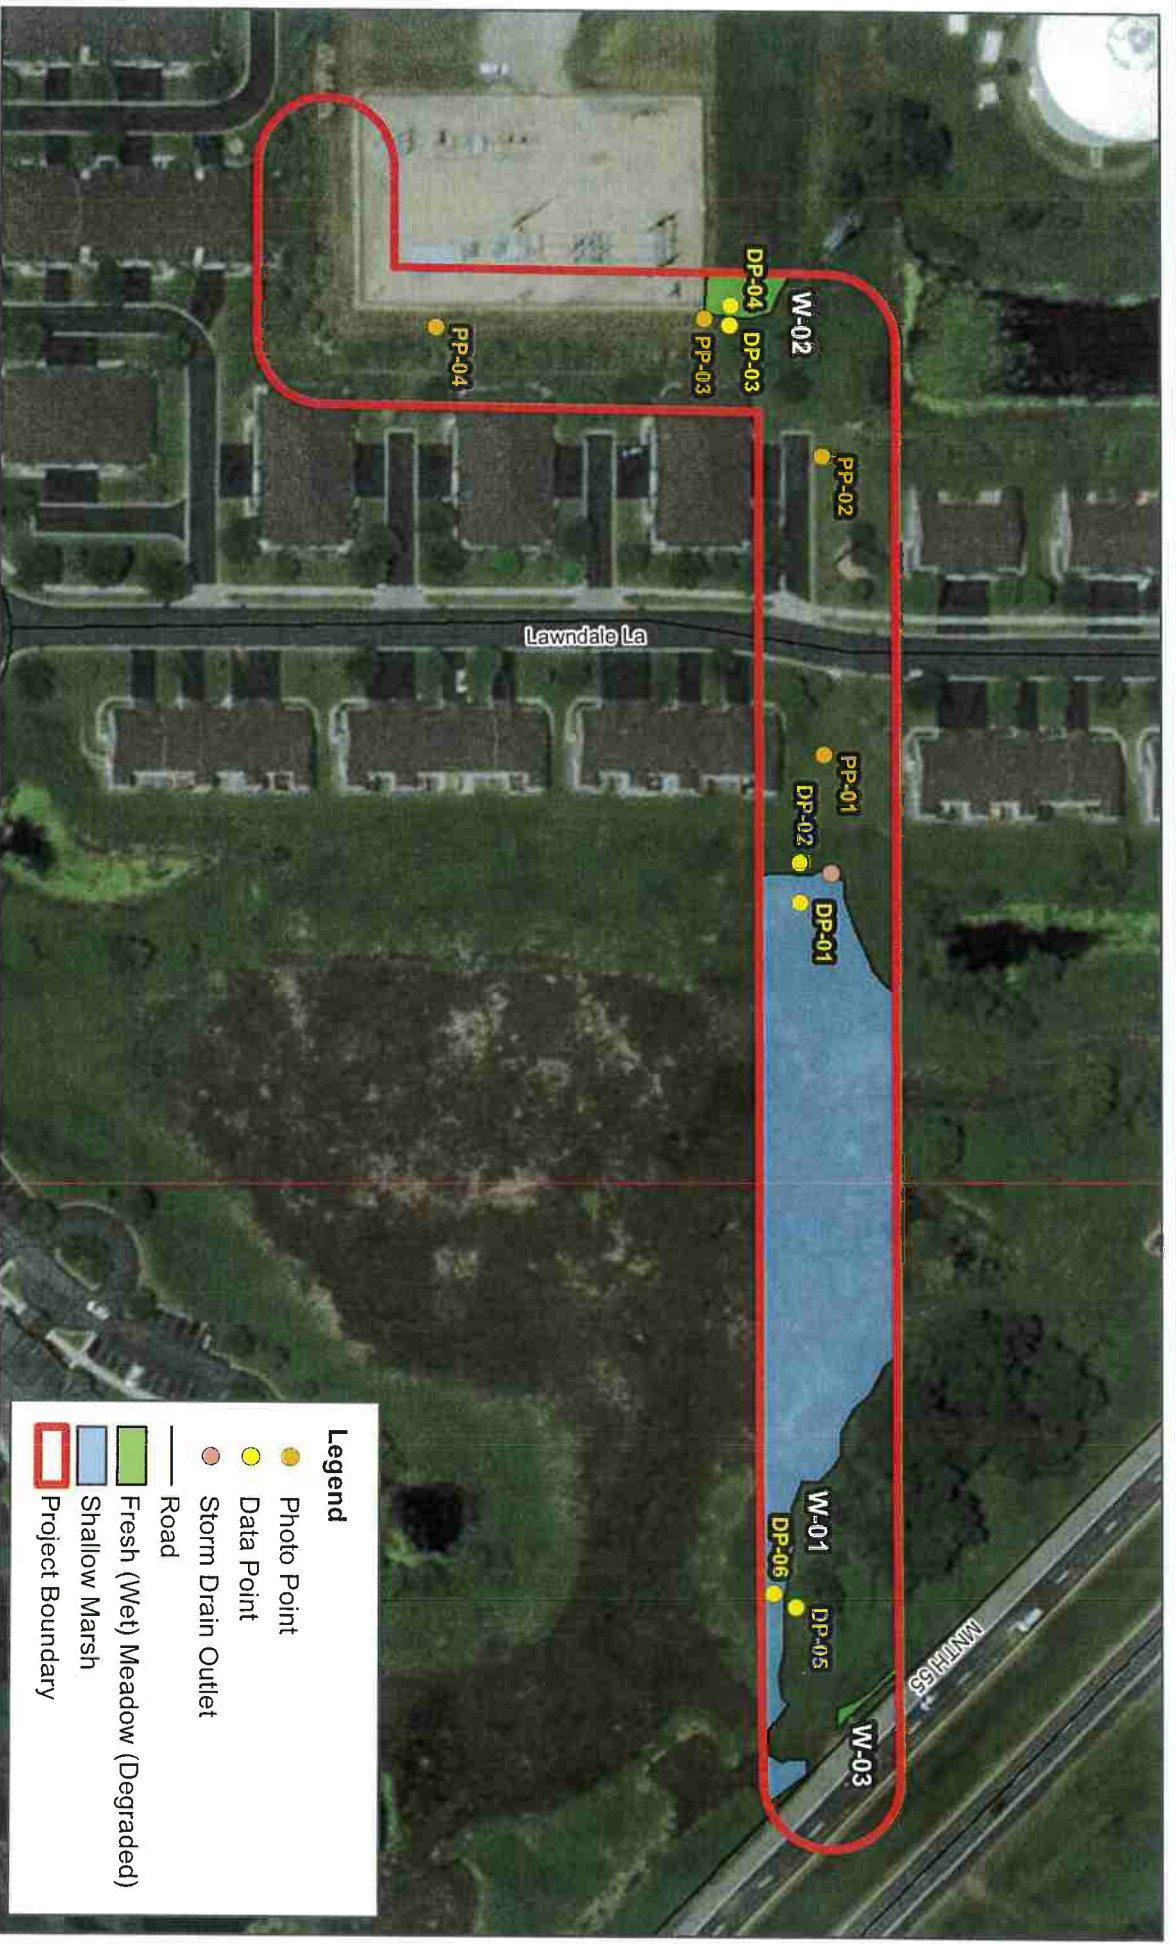 W-02
DP-04
DP-03
PP-03
PP-04
PP-02
Lawndale La
PP-01
DP-02
DP-01
W-01
DP-06
DP-05
MNTH 55
W-03
Legend
Photo Point
Data Point
Storm Drain Outlet
Road
Fresh (Wet) Meadow (Degraded)
Shallow Marsh
Project Boundary